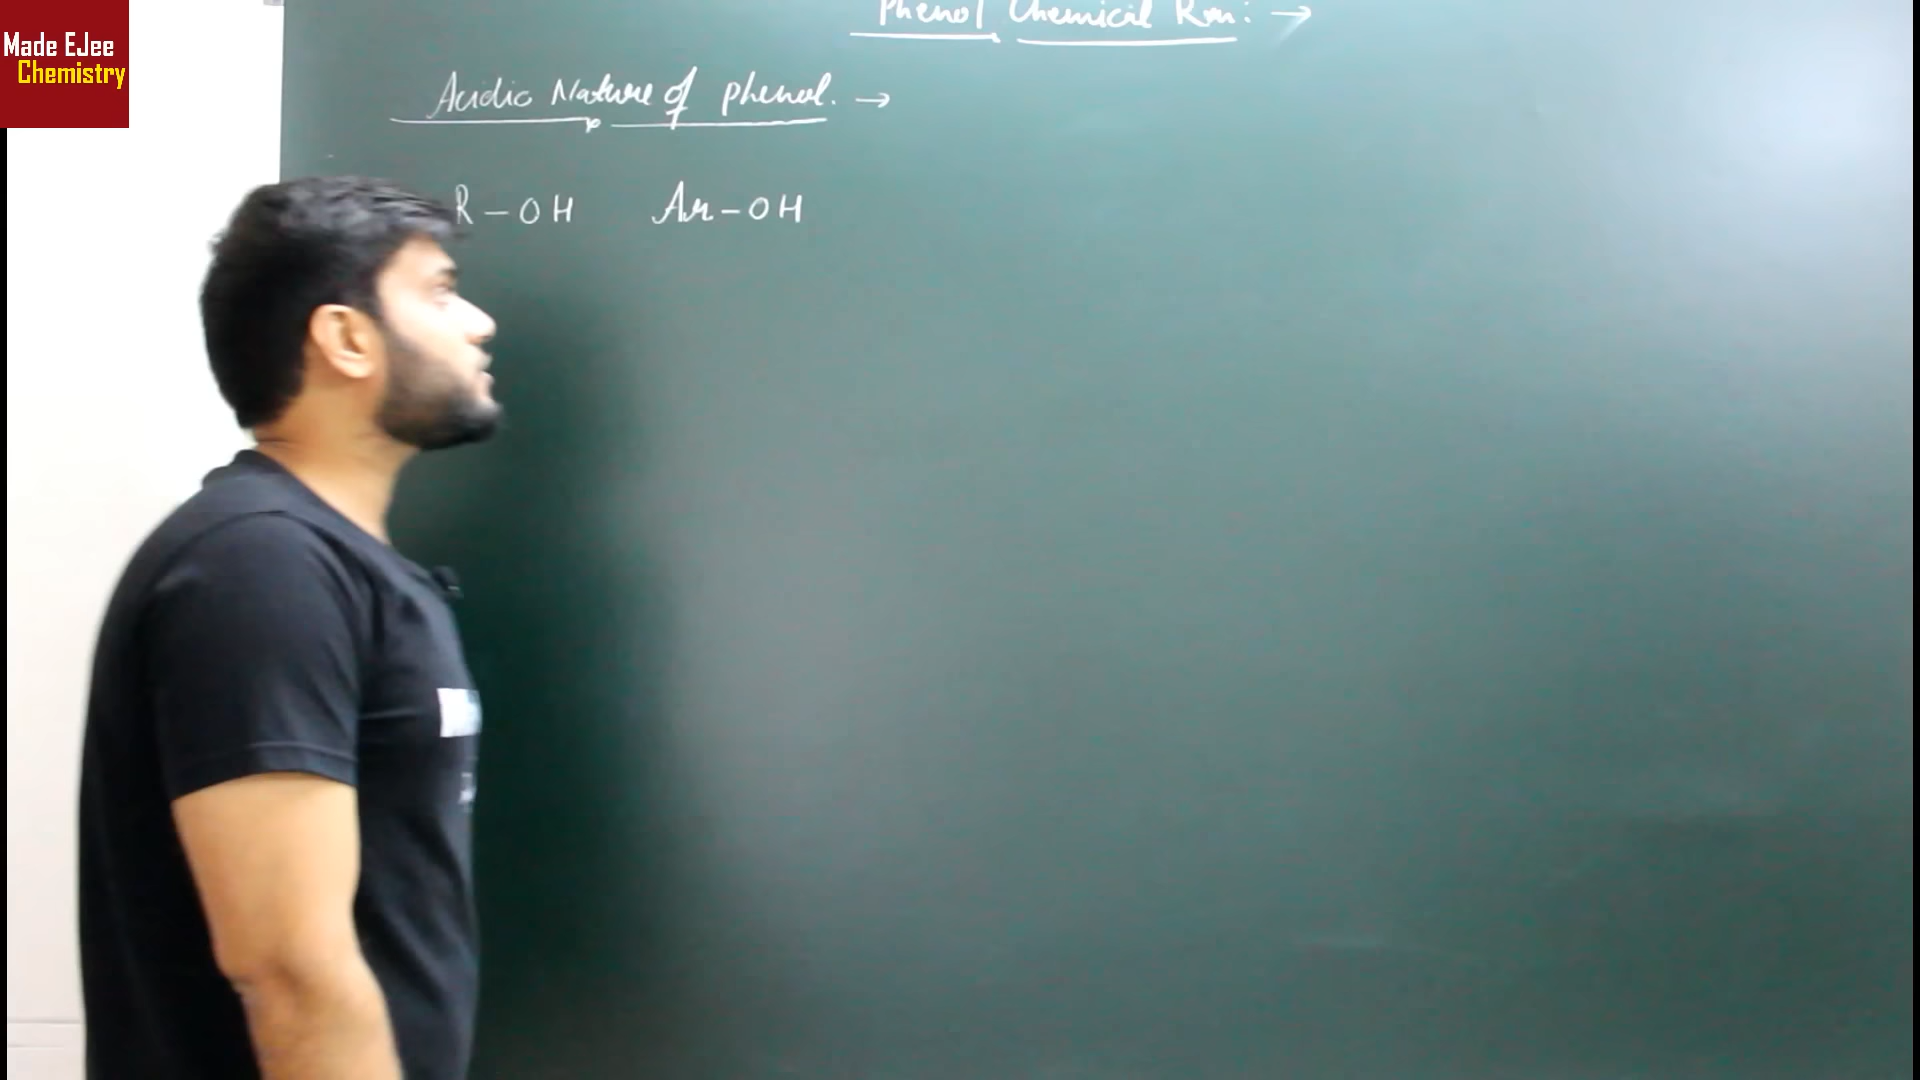 Made EJee
Chemistry
Phenol Chemical Rxn: →
Acidic Nature of phenol. →
R - OH Ar - OH